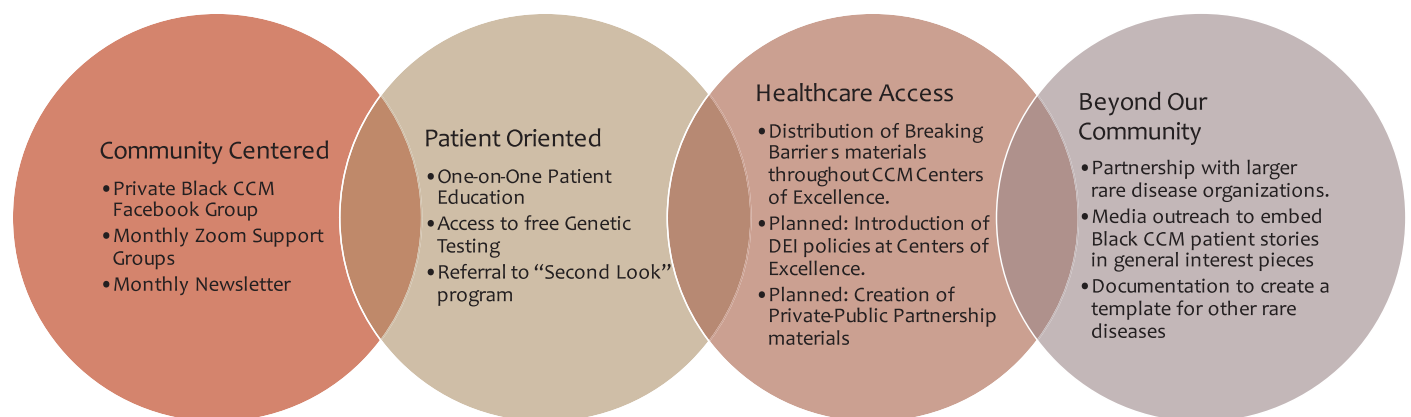 Community Centered
•Private Black CCM
Facebook Group
•Monthly Zoom Support
Groups
•Monthly Newsletter
Patient Oriented
•One-on-One Patient
Education
•Access to free Genetic
Testing
•Referral to “Second Look”
program
Healthcare Access
•Distribution of Breaking
Barrier s materials
throughout CCM Centers
of Excellence.
•Planned: Introduction of
DEI policies at Centers of
Excellence.
•Planned: Creation of
Private-Public Partnership
materials
Beyond Our
Community
•Partnership with larger
rare disease organizations.
•Media outreach to embed
Black CCM patient stories
in general interest pieces
•Documentation to create a
template for other rare
diseases